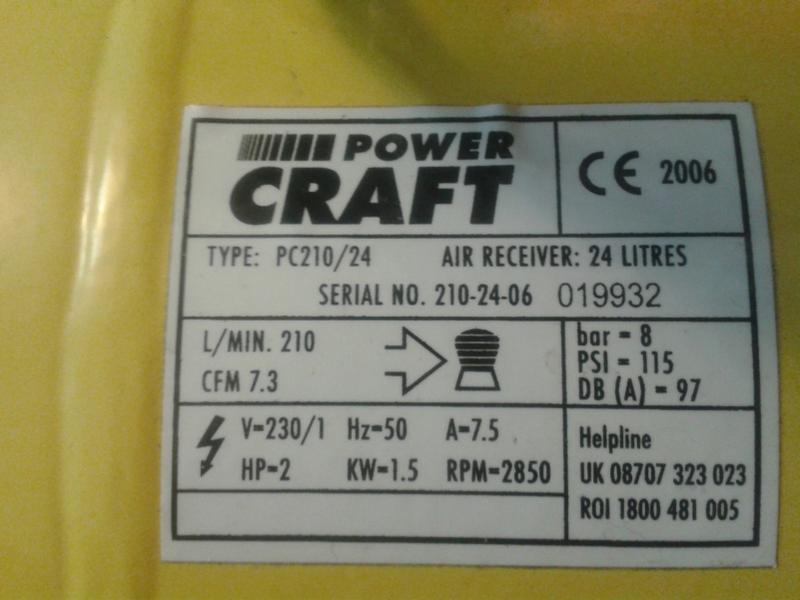 POWER
CRAFT
CE 2006
TYPE: PC210/24 AIR RECEIVER: 24 LITRES
SERIAL NO. 210-24-06 019932
L/MIN. 210
CFM 7.3
bar = 8
PSI = 115
DB (A) = 97
V=230/1 Hz=50 A=7.5
HP=2 KW=1.5 RPM=2850
Helpline
UK 08707 323 023
ROI 1800 481 005